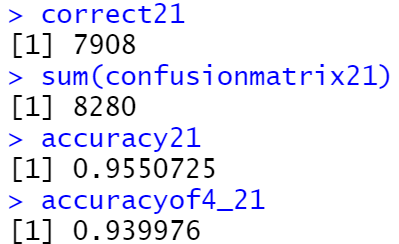 > correct21
[1] 7908
> sum(confusionmatrix21)
[1] 8280
> accuracy21
[1] 0.9550725
> accuracyof4_21
[1] 0.939976